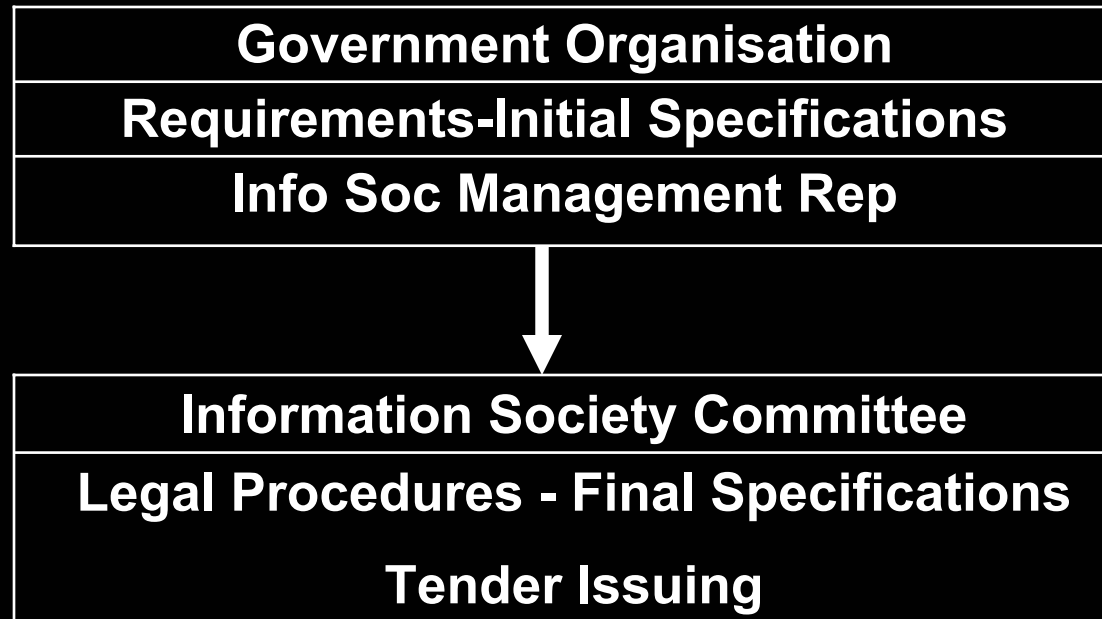 Government Organisation
Requirements-Initial Specifications
Info Soc Management Rep
Information Society Committee
Legal Procedures - Final Specifications
Tender Issuing